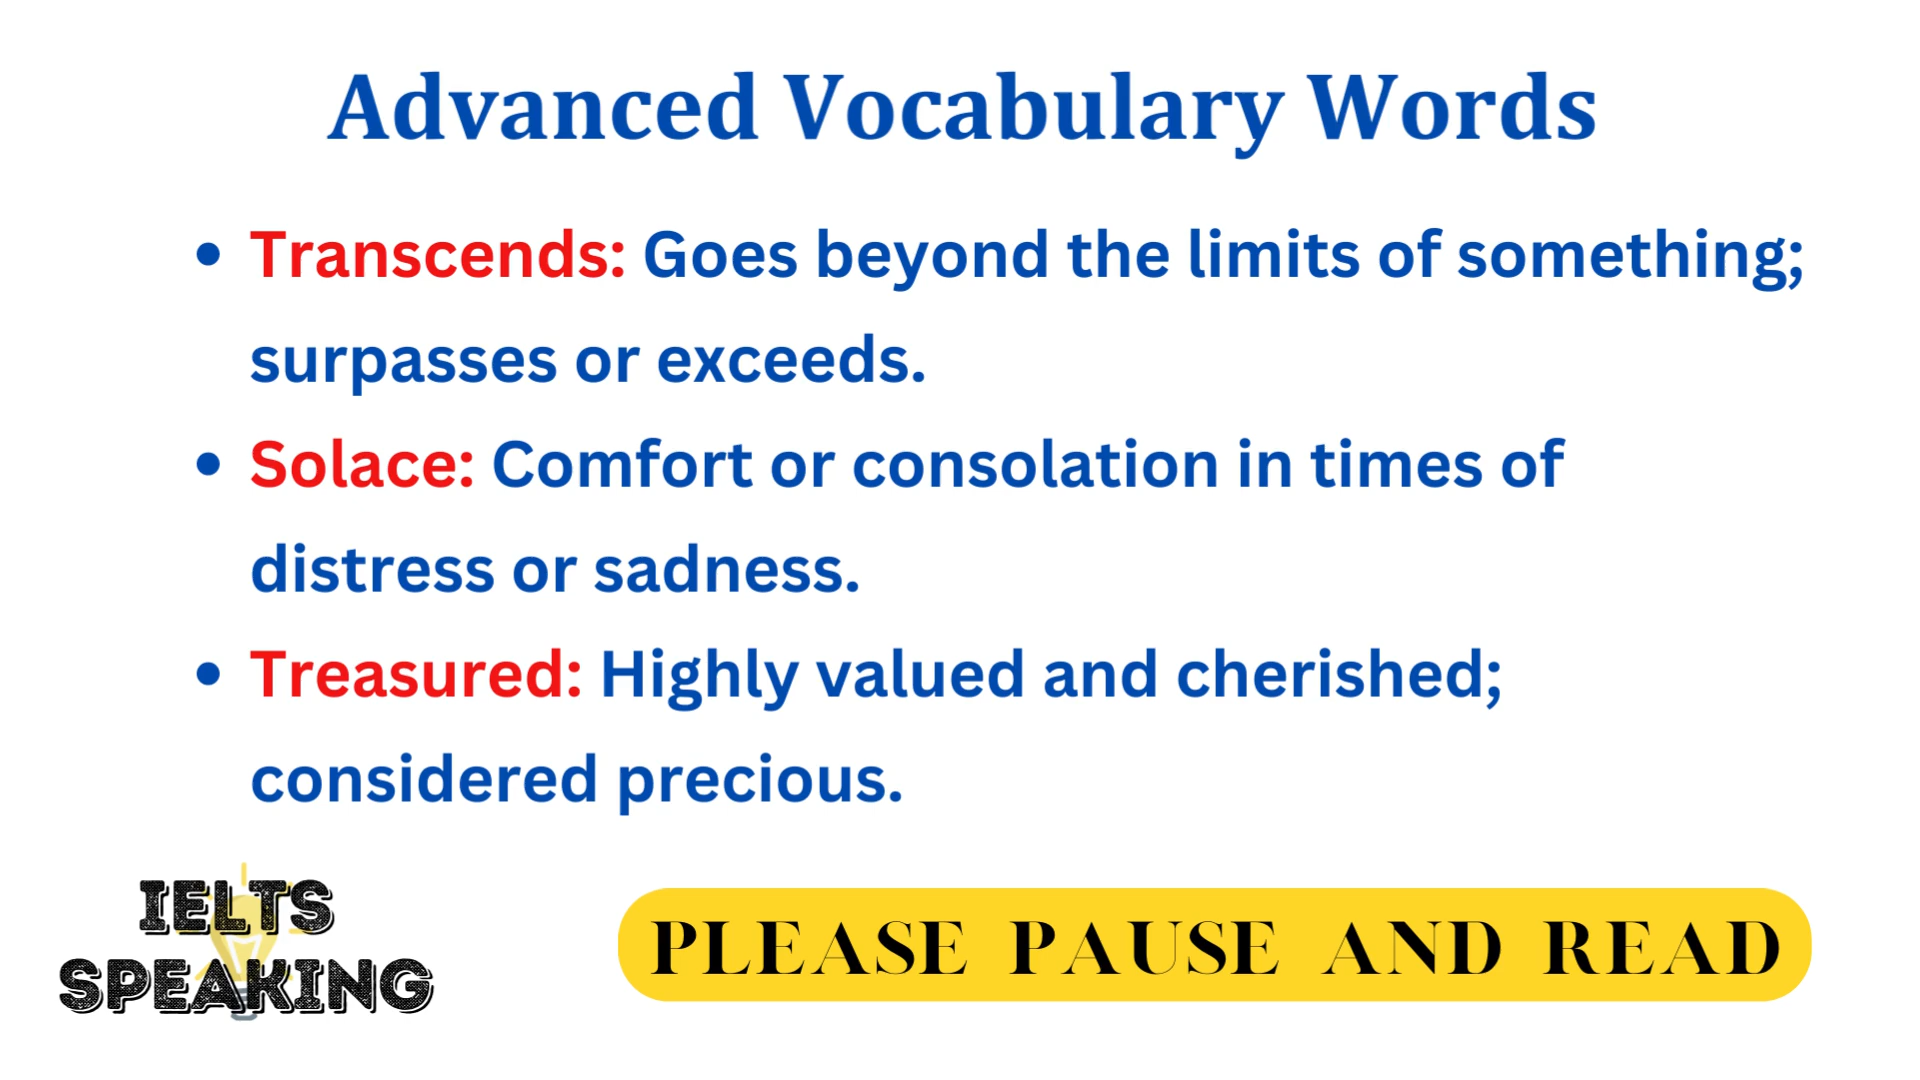 Advanced Vocabulary Words
• Transcends: Goes beyond the limits of something;
surpasses or exceeds.
• Solace: Comfort or consolation in times of
distress or sadness.
• Treasured: Highly valued and cherished;
considered precious.
IELTS
SPEAKING
PLEASE PAUSE AND READ